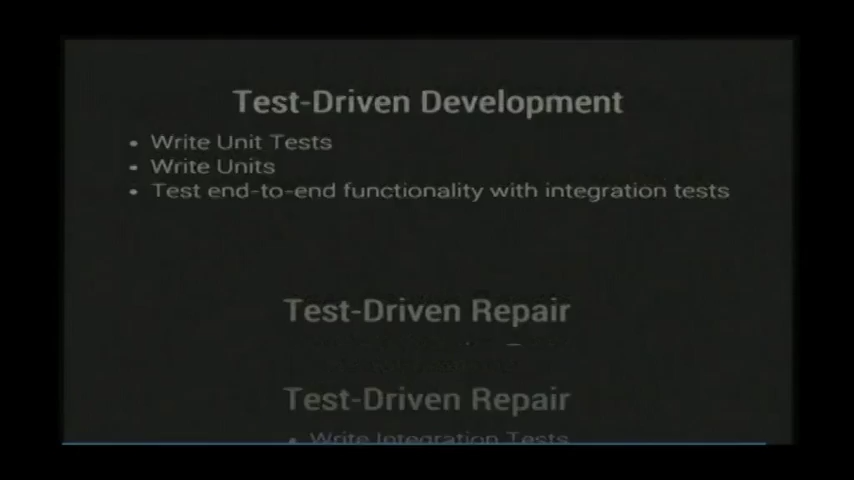 Test-Driven Development
• Write Unit Tests
• Write Units
• Test end-to-end functionality with integration tests
Test-Driven Repair
Test-Driven Repair
• Write Integration Tests